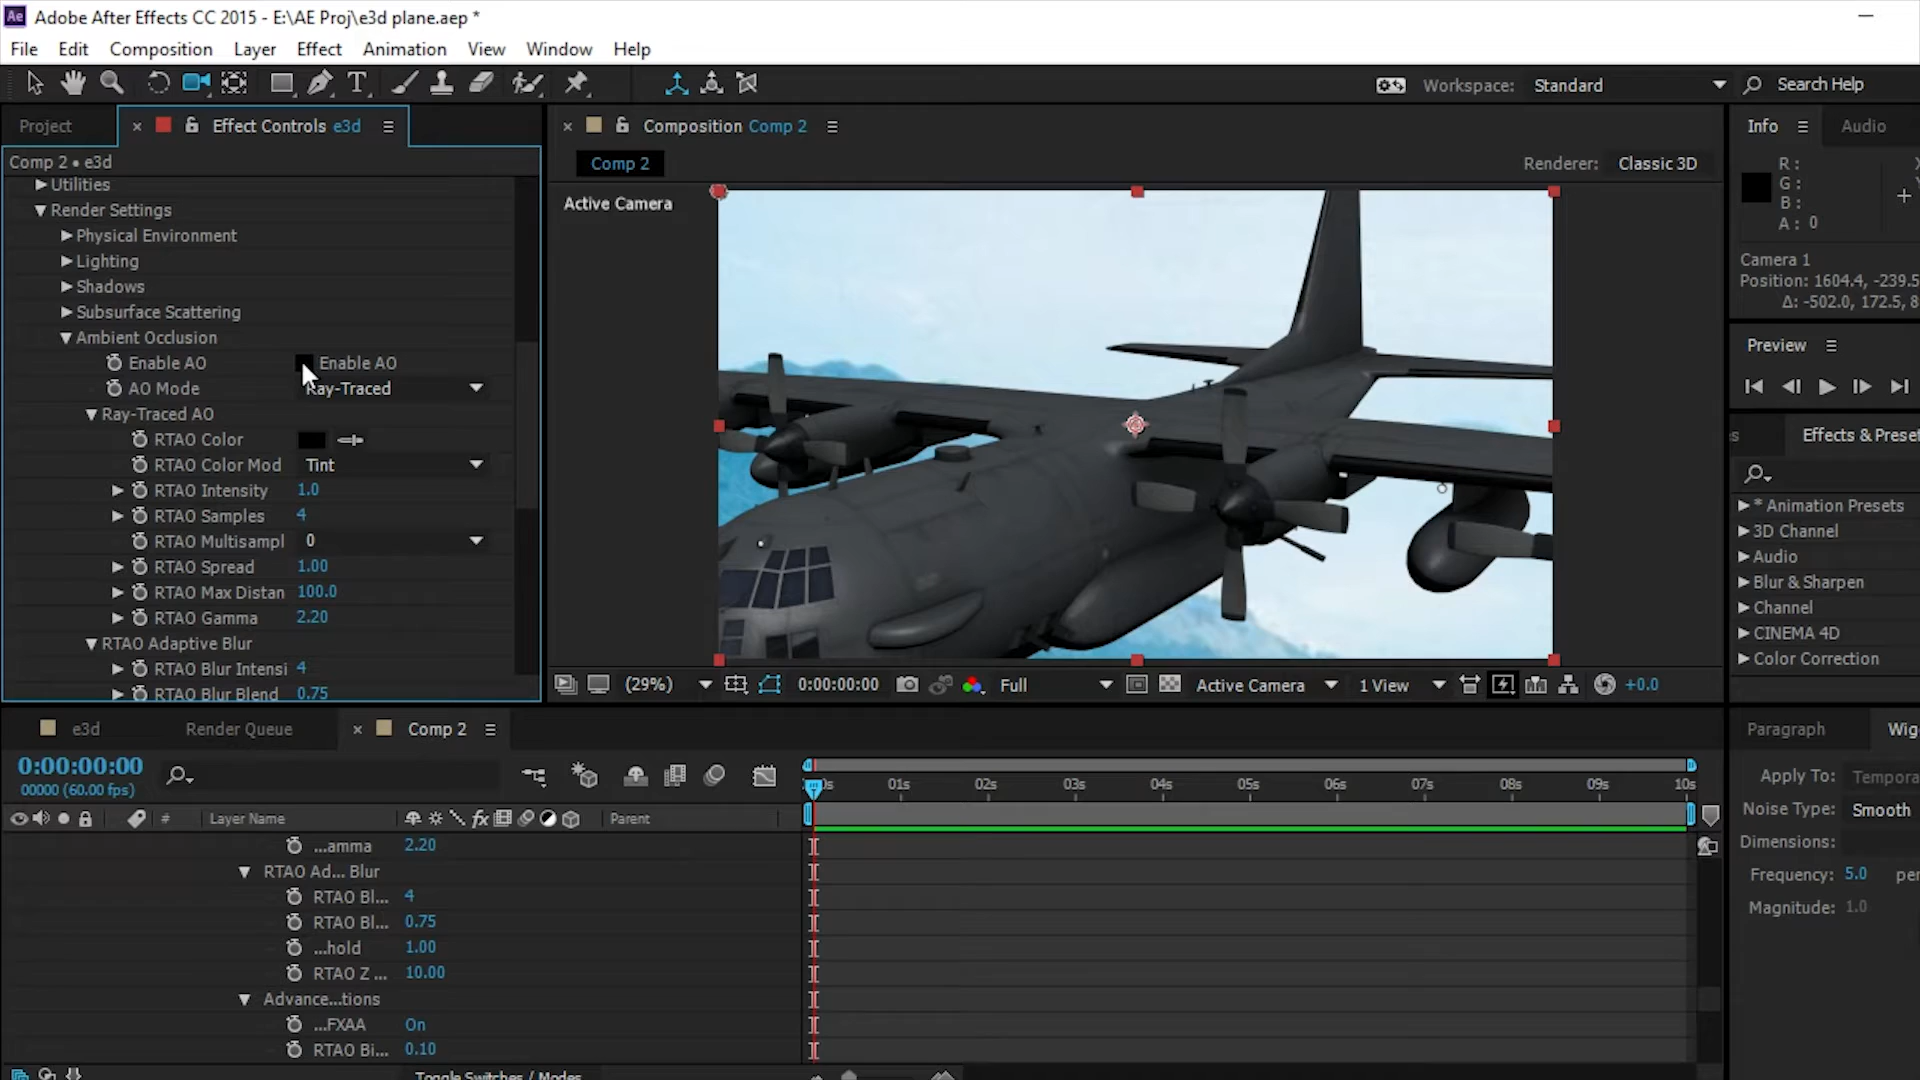 Ae Adobe After Effects CC 2015 - E:\AE Proj\e3d plane.aep *
File Edit Composition Layer Effect Animation View Window Help
T Workspace: Standard Search Help
Project Effect Controls e3d
Composition Comp 2
Info Audio
Comp 2 • e3d
Comp 2
Renderer: Classic 3D
Active Camera
R :
G :
B :
A : 0
Utilities
Render Settings
Physical Environment
Lighting
Shadows
Subsurface Scattering
Ambient Occlusion
Enable AO Enable AO
AO Mode Ray-Traced
Ray-Traced AO
RTAO Color
RTAO Color Mod Tint
RTAO Intensity 1.0
RTAO Samples 4
RTAO Multisampl 0
RTAO Spread 1.00
RTAO Max Distan 100.0
RTAO Gamma 2.20
RTAO Adaptive Blur
RTAO Blur Intensi 4
RTAO Blur Blend 0.75
Camera 1
Position: 1604.4, -239.5
Δ: -502.0, 172.5, 8
Preview
Effects & Prese
* Animation Presets
3D Channel
Audio
Blur & Sharpen
Channel
CINEMA 4D
Color Correction
(29%) 0:00:00:00 Full Active Camera 1 View +0.0
e3d Render Queue Comp 2
Paragraph Wig
0:00:00:00
00000 (60.00 fps)
01s 02s 03s 04s 05s 06s 07s 08s 09s 10s
# Layer Name fx Parent
...amma 2.20
RTAO Ad... Blur
RTAO Bl... 4
RTAO Bl... 0.75
...hold 1.00
RTAO Z ... 10.00
Advance...tions
...FXAA On
RTAO Bi... 0.10
Toggle Switches / Modes
Apply To: Tempora
Noise Type: Smooth
Dimensions:
Frequency: 5.0 per
Magnitude: 1.0